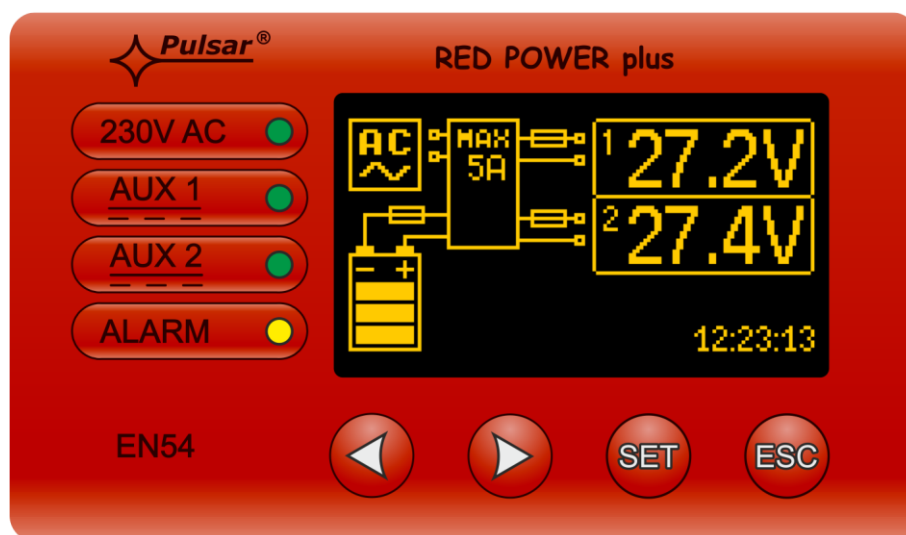 Pulsar®
RED POWER plus
230V AC
AUX 1
AUX 2
ALARM
AC
MAX
5A
1 27.2V
2 27.4V
- +
12:23:13
EN54
SET
ESC